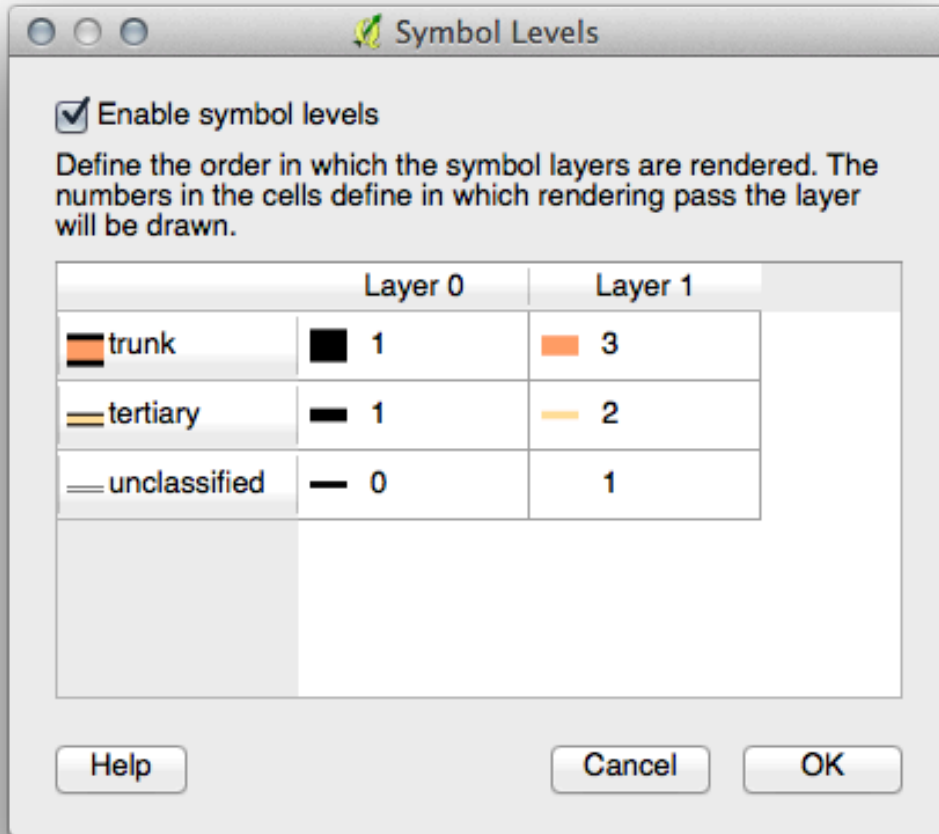 Symbol Levels
Enable symbol levels
Define the order in which the symbol layers are rendered. The
numbers in the cells define in which rendering pass the layer
will be drawn.
Layer 0 Layer 1
trunk 1 3
tertiary 1 2
unclassified 0 1
Help Cancel OK